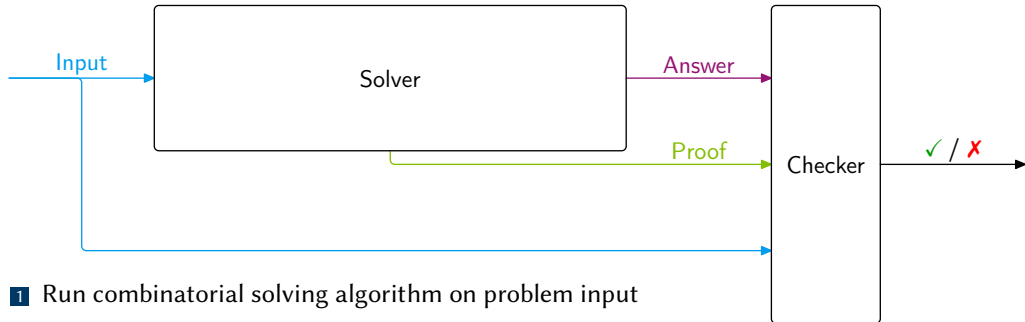 Input
Solver
Answer
Proof
Checker
✓ / ✗
1 Run combinatorial solving algorithm on problem input